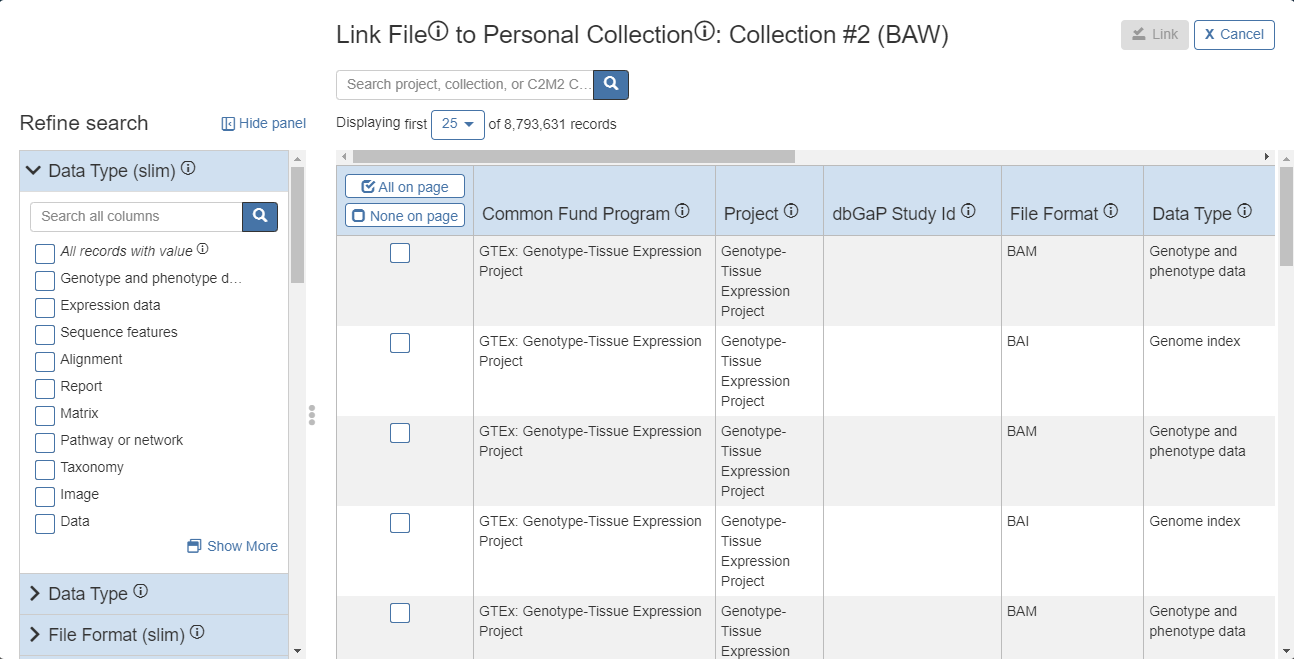 Link File to Personal Collection: Collection #2 (BAW)
Link
X Cancel
Search project, collection, or C2M2 C...
Displaying first 25 of 8,793,631 records
Refine search
Hide panel
Data Type (slim)
Search all columns
All records with value
Genotype and phenotype d...
Expression data
Sequence features
Alignment
Report
Matrix
Pathway or network
Taxonomy
Image
Data
Show More
Data Type
File Format (slim)
All on page
None on page
Common Fund Program
Project
dbGaP Study Id
File Format
Data Type
GTEx: Genotype-Tissue Expression
Project
Genotype-
Tissue
Expression
Project
BAM
Genotype and
phenotype data
GTEx: Genotype-Tissue Expression
Project
Genotype-
Tissue
Expression
Project
BAI
Genome index
GTEx: Genotype-Tissue Expression
Project
Genotype-
Tissue
Expression
Project
BAM
Genotype and
phenotype data
GTEx: Genotype-Tissue Expression
Project
Genotype-
Tissue
Expression
Project
BAI
Genome index
GTEx: Genotype-Tissue Expression
Project
Genotype-
Tissue
Expression
BAM
Genotype and
phenotype data